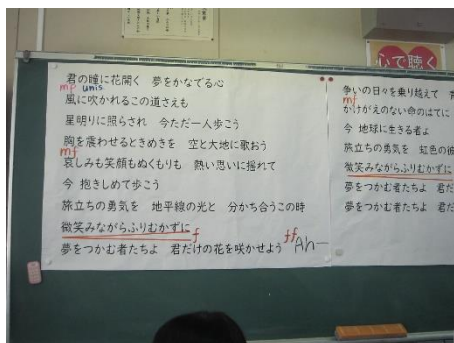 心で聴く
君の瞳に花開く 夢をかなでる心
mp unis.
風に吹かれるこの道さえも
星明りに照らされ 今ただ一人歩こう
胸を震わせるときめきを 空と大地に歌おう
mf
哀しみも笑顔もぬくもりも 熱い思いに揺れて
今 抱きしめて歩こう
旅立ちの勇気を 地平線の光と 分かち合うこの時
微笑みながらふりむかずに
f
夢をつかむ者たちよ 君だけの花を咲かせよう
ff Ah―
争いの日々を乗り越えて
mf
かけがえのない命のはてに
今 地球に生きる者よ
旅立ちの勇気を 虹色の彼
微笑みながらふりむかずに
夢をつかむ者たちよ 君だ
夢をつかむ者たちよ 君だ